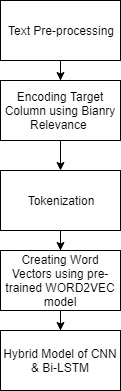 Text Pre-processing
Encoding Target
Column using Bianry
Relevance
Tokenization
Creating Word
Vectors using pre-
trained WORD2VEC
model
Hybrid Model of CNN
& Bi-LSTM